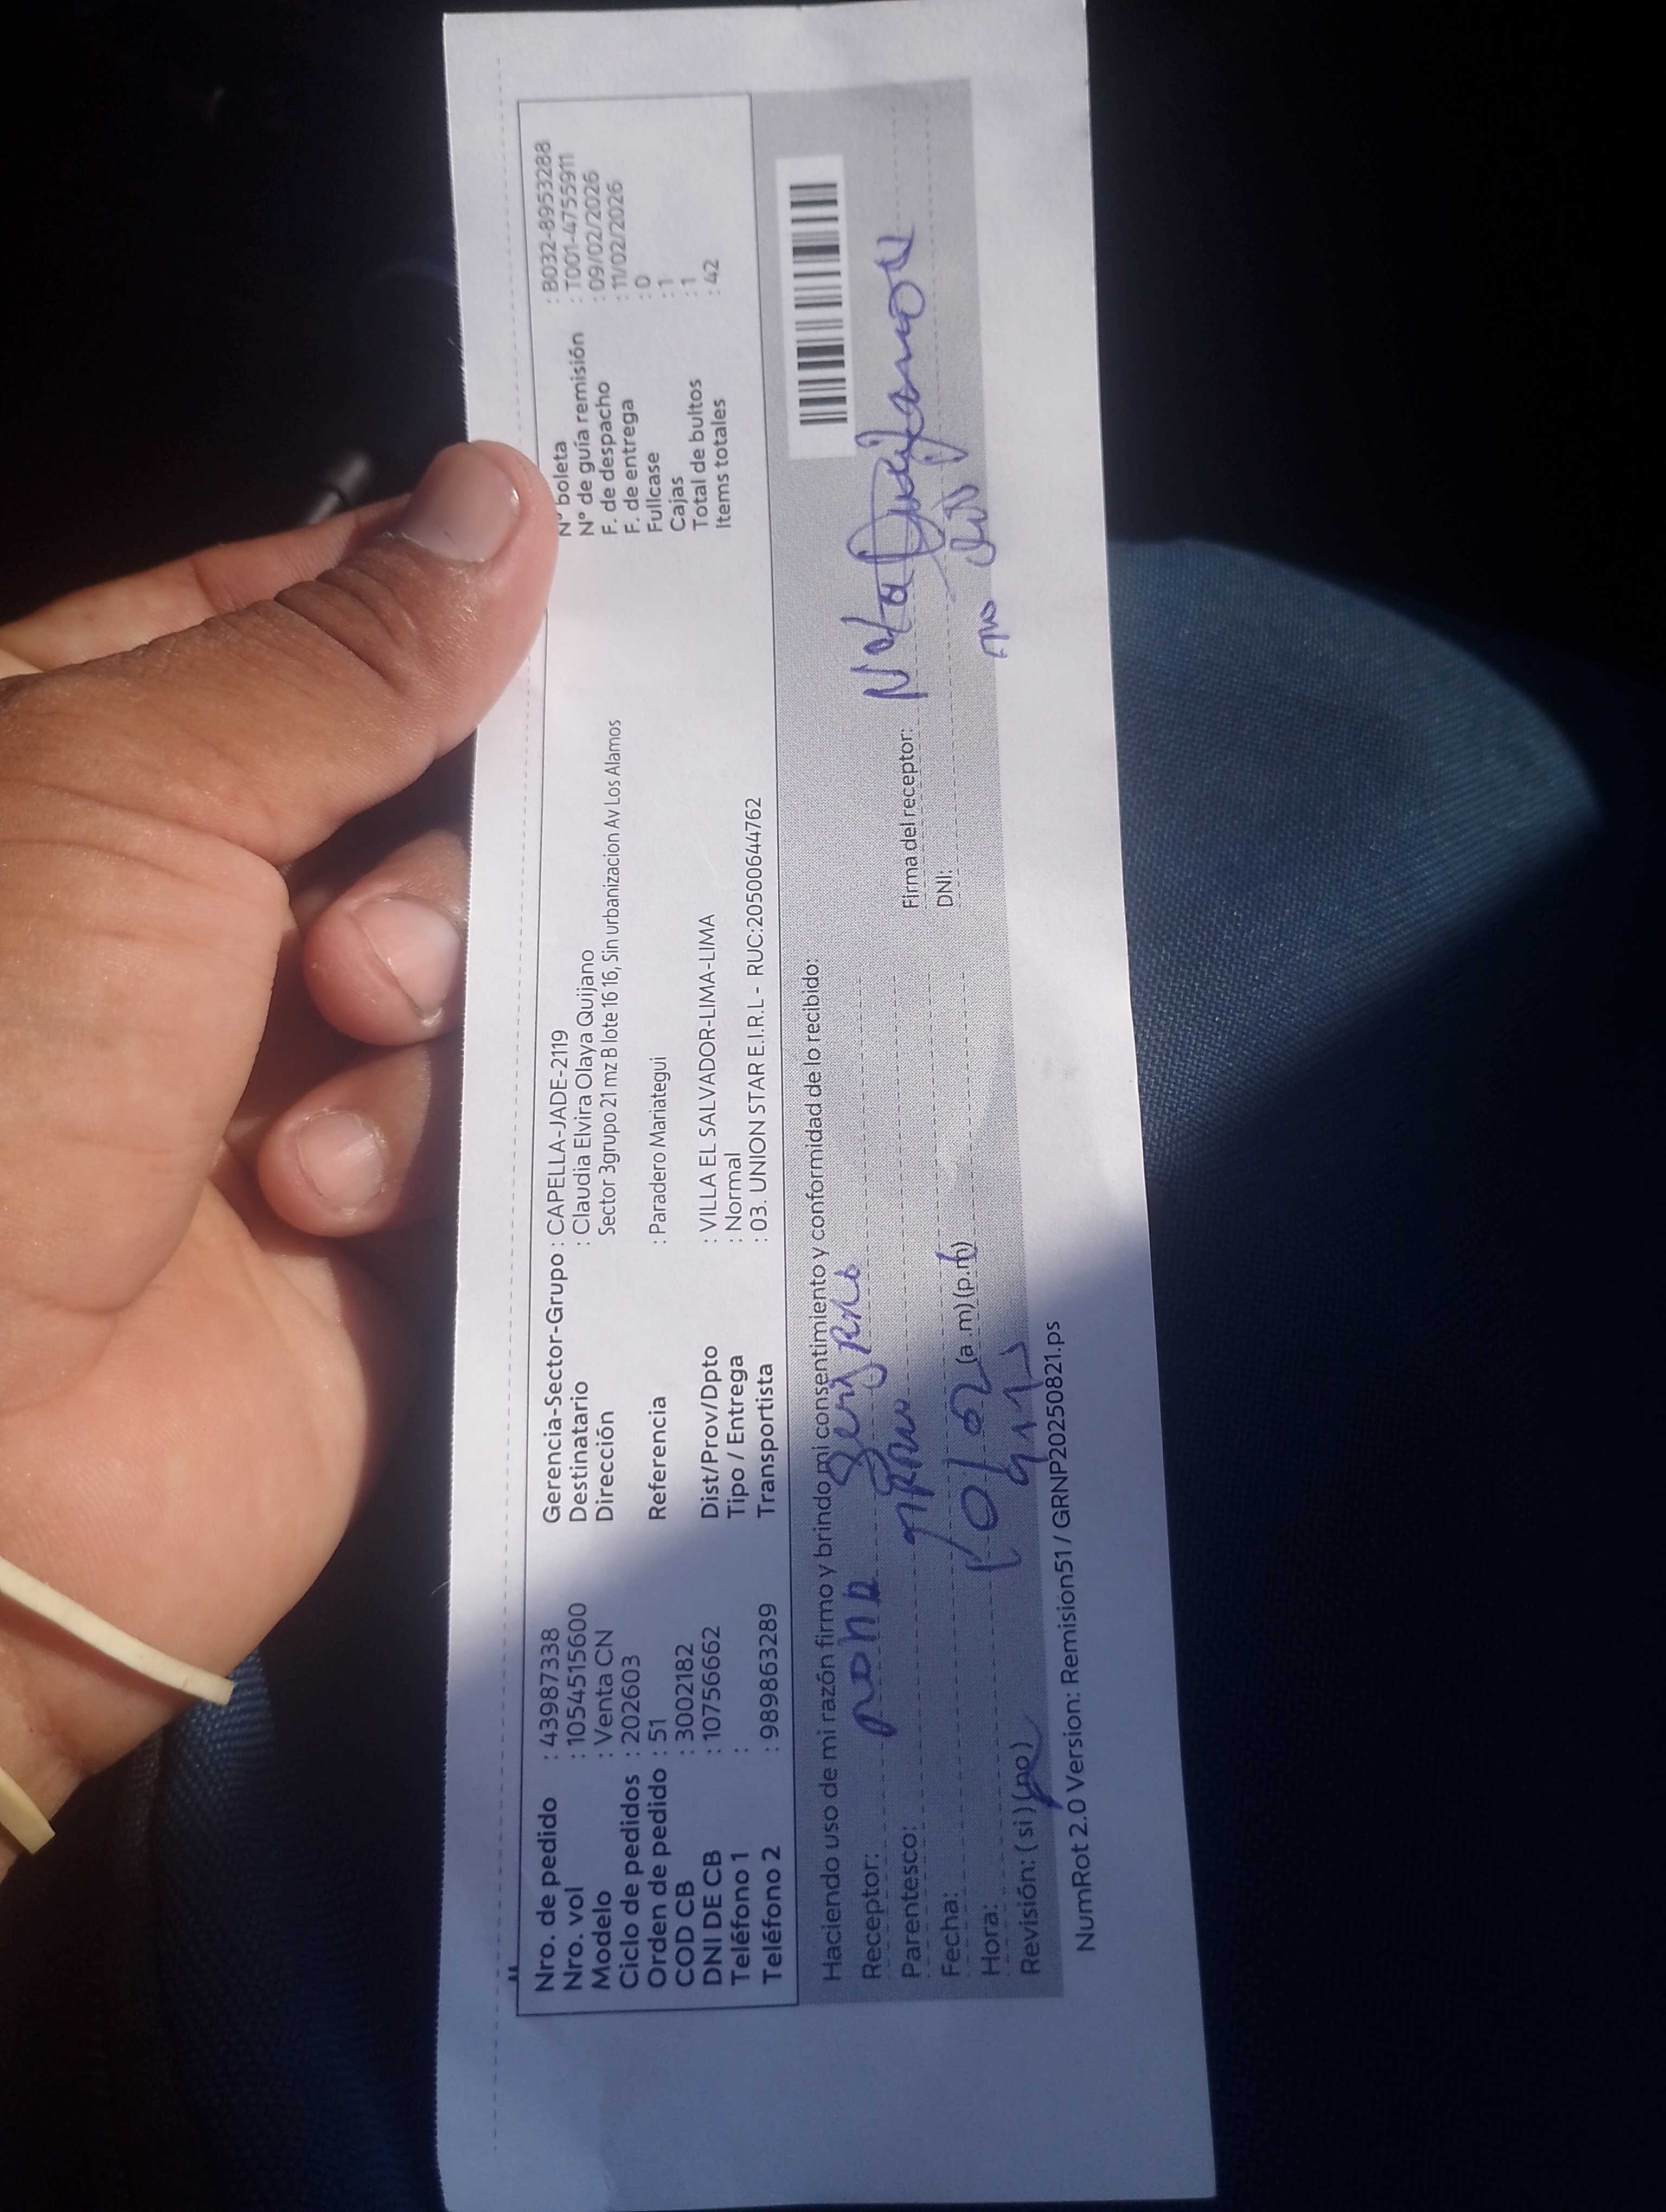 Nro. de pedido : 43987338
Nro. vol : 1054515600
Modelo : Venta CN
Ciclo de pedidos : 202603
Orden de pedido : 51
COD CB : 3002182
DNI DE CB : 10756662
Teléfono 1 :
Teléfono 2 : 989863289
Gerencia-Sector-Grupo : CAPELLA-JADE-2119
Destinatario : Claudia Elvira Olaya Quijano
Dirección Sector 3grupo 21 mz B lote 16 16, Sin urbanizacion Av Los Alamos
Referencia : Paradero Mariategui
Dist/Prov/Dpto : VILLA EL SALVADOR-LIMA-LIMA
Tipo / Entrega : Normal
Transportista : 03. UNION STAR E.I.R.L - RUC:20500644762
N° boleta : B032-8953288
N° de guía remisión : T001-4755911
F. de despacho : 09/02/2026
F. de entrega : 11/02/2026
Fullcase : 0
Cajas : 1
Total de bultos : 1
Items totales : 42
Haciendo uso de mi razón firmo y brindo mi consentimiento y conformidad de lo recibido:
Receptor:
Parentesco:
Fecha:
Hora: (a.m) (p.m)
Revisión: ( si ) (no)
Firma del receptor:
DNI:
NumRot 2.0 Version: Remision51 / GRNP20250821.ps